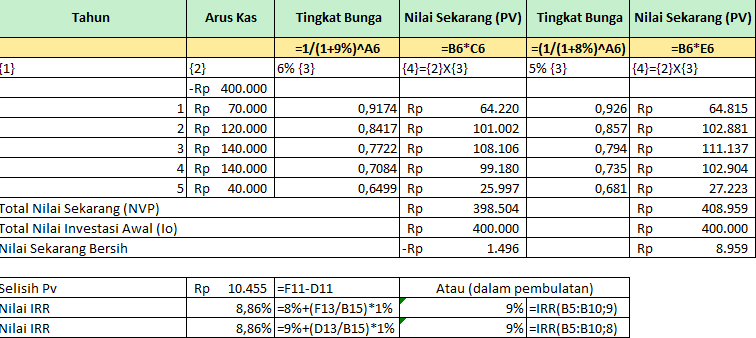 Tahun Arus Kas Tingkat Bunga Nilai Sekarang (PV) Tingkat Bunga Nilai Sekarang (PV)
=1/(1+9%)^A6 =B6*C6 =(1/(1+8%)^A6) =B6*E6
{1} {2} 6% {3} {4}={2}X{3} 5% {3} {4}={2}X{3}
-Rp 400.000
1 Rp 70.000 0,9174 Rp 64.220 0,926 Rp 64.815
2 Rp 120.000 0,8417 Rp 101.002 0,857 Rp 102.881
3 Rp 140.000 0,7722 Rp 108.106 0,794 Rp 111.137
4 Rp 140.000 0,7084 Rp 99.180 0,735 Rp 102.904
5 Rp 40.000 0,6499 Rp 25.997 0,681 Rp 27.223
Total Nilai Sekarang (NVP) Rp 398.504 Rp 408.959
Total Nilai Investasi Awal (Io) Rp 400.000 Rp 400.000
Nilai Sekarang Bersih -Rp 1.496 Rp 8.959
Selisih Pv Rp 10.455 =F11-D11 Atau (dalam pembulatan)
Nilai IRR 8,86% =8%+(F13/B15)*1% 9% =IRR(B5:B10;9)
Nilai IRR 8,86% =9%+(D13/B15)*1% 9% =IRR(B5:B10;8)